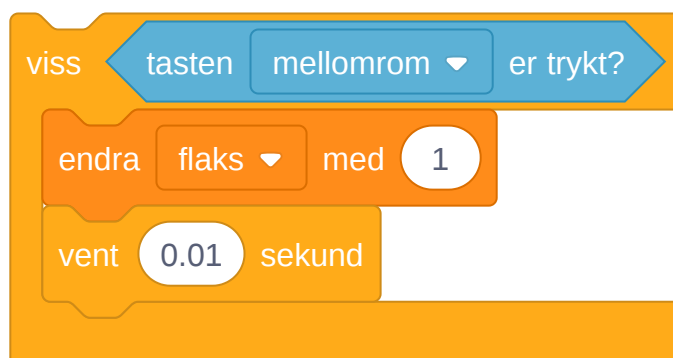 viss tasten mellomrom er trykt?
endra flaks med 1
vent 0.01 sekund